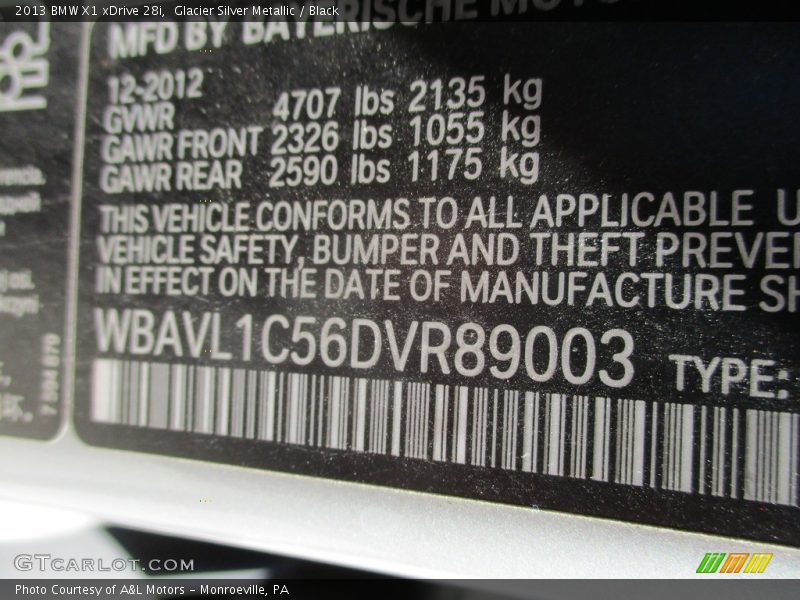 2013 BMW X1 xDrive 28i, Glacier Silver Metallic / Black
MFD BY BAYERISCHE MOTO
12-2012
GVWR 4707 lbs 2135 kg
GAWR FRONT 2326 lbs 1055 kg
GAWR REAR 2590 lbs 1175 kg
THIS VEHICLE CONFORMS TO ALL APPLICABLE U
VEHICLE SAFETY, BUMPER AND THEFT PREVE
IN EFFECT ON THE DATE OF MANUFACTURE SH
WBAVL1C56DVR89003 TYPE:
GTCARLOT.COM
Photo Courtesy of A&L Motors - Monroeville, PA